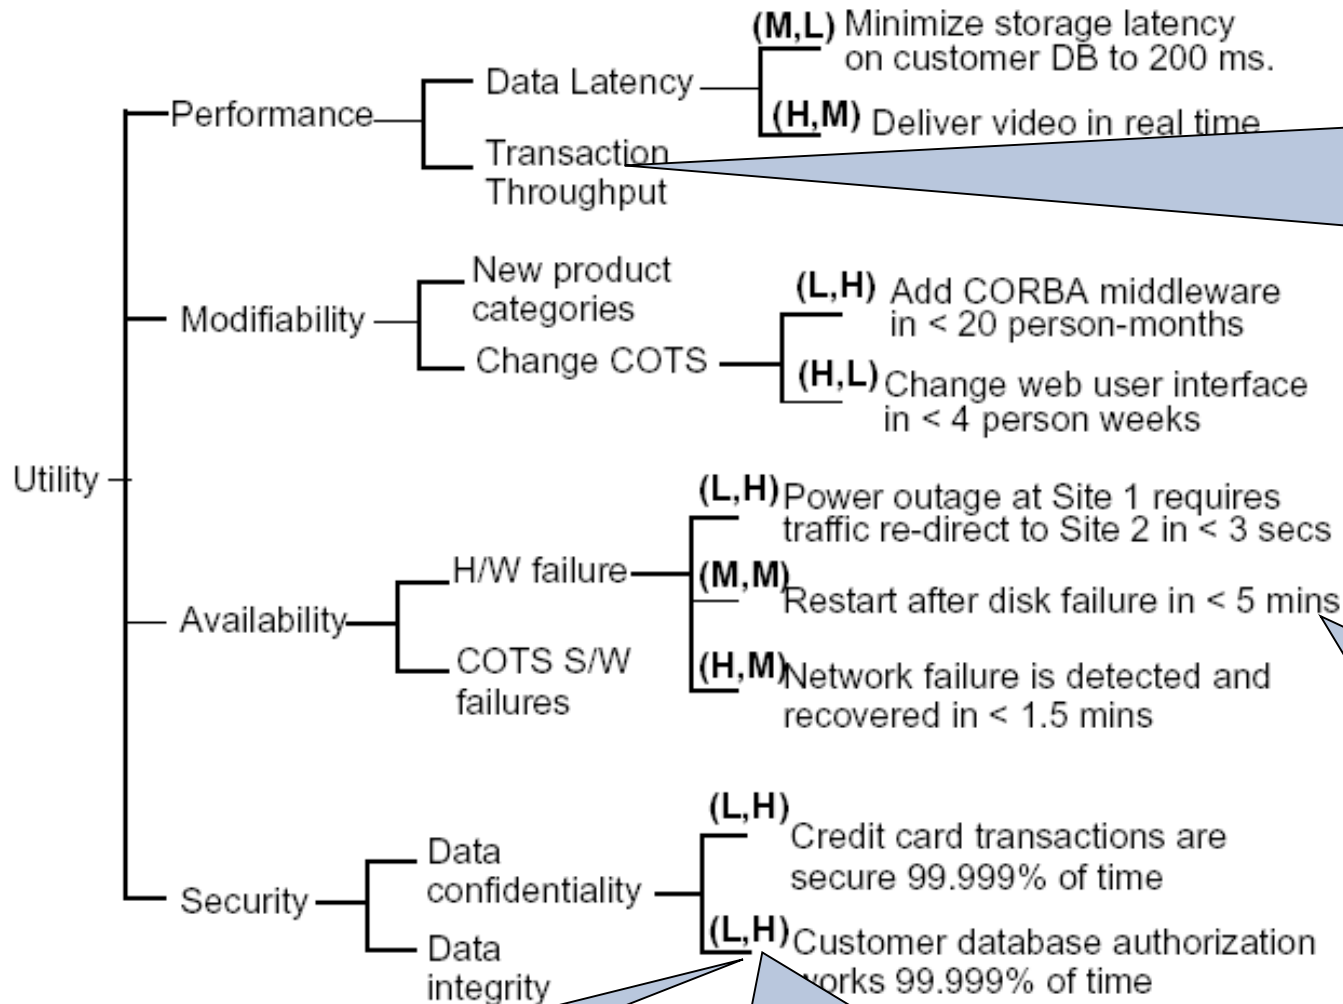 (M,L) Minimize storage latency
on customer DB to 200 ms.
Data Latency
(H,M) Deliver video in real time
Performance
Transaction
Throughput
New product
categories
(L,H) Add CORBA middleware
in < 20 person-months
Modifiability
Change COTS
(H,L) Change web user interface
in < 4 person weeks
Utility
(L,H) Power outage at Site 1 requires
traffic re-direct to Site 2 in < 3 secs
H/W failure
(M,M) Restart after disk failure in < 5 mins
Availability
COTS S/W
failures
(H,M) Network failure is detected and
recovered in < 1.5 mins
(L,H) Credit card transactions are
secure 99.999% of time
Data
confidentiality
Security
(L,H) Customer database authorization
works 99.999% of time
Data
integrity